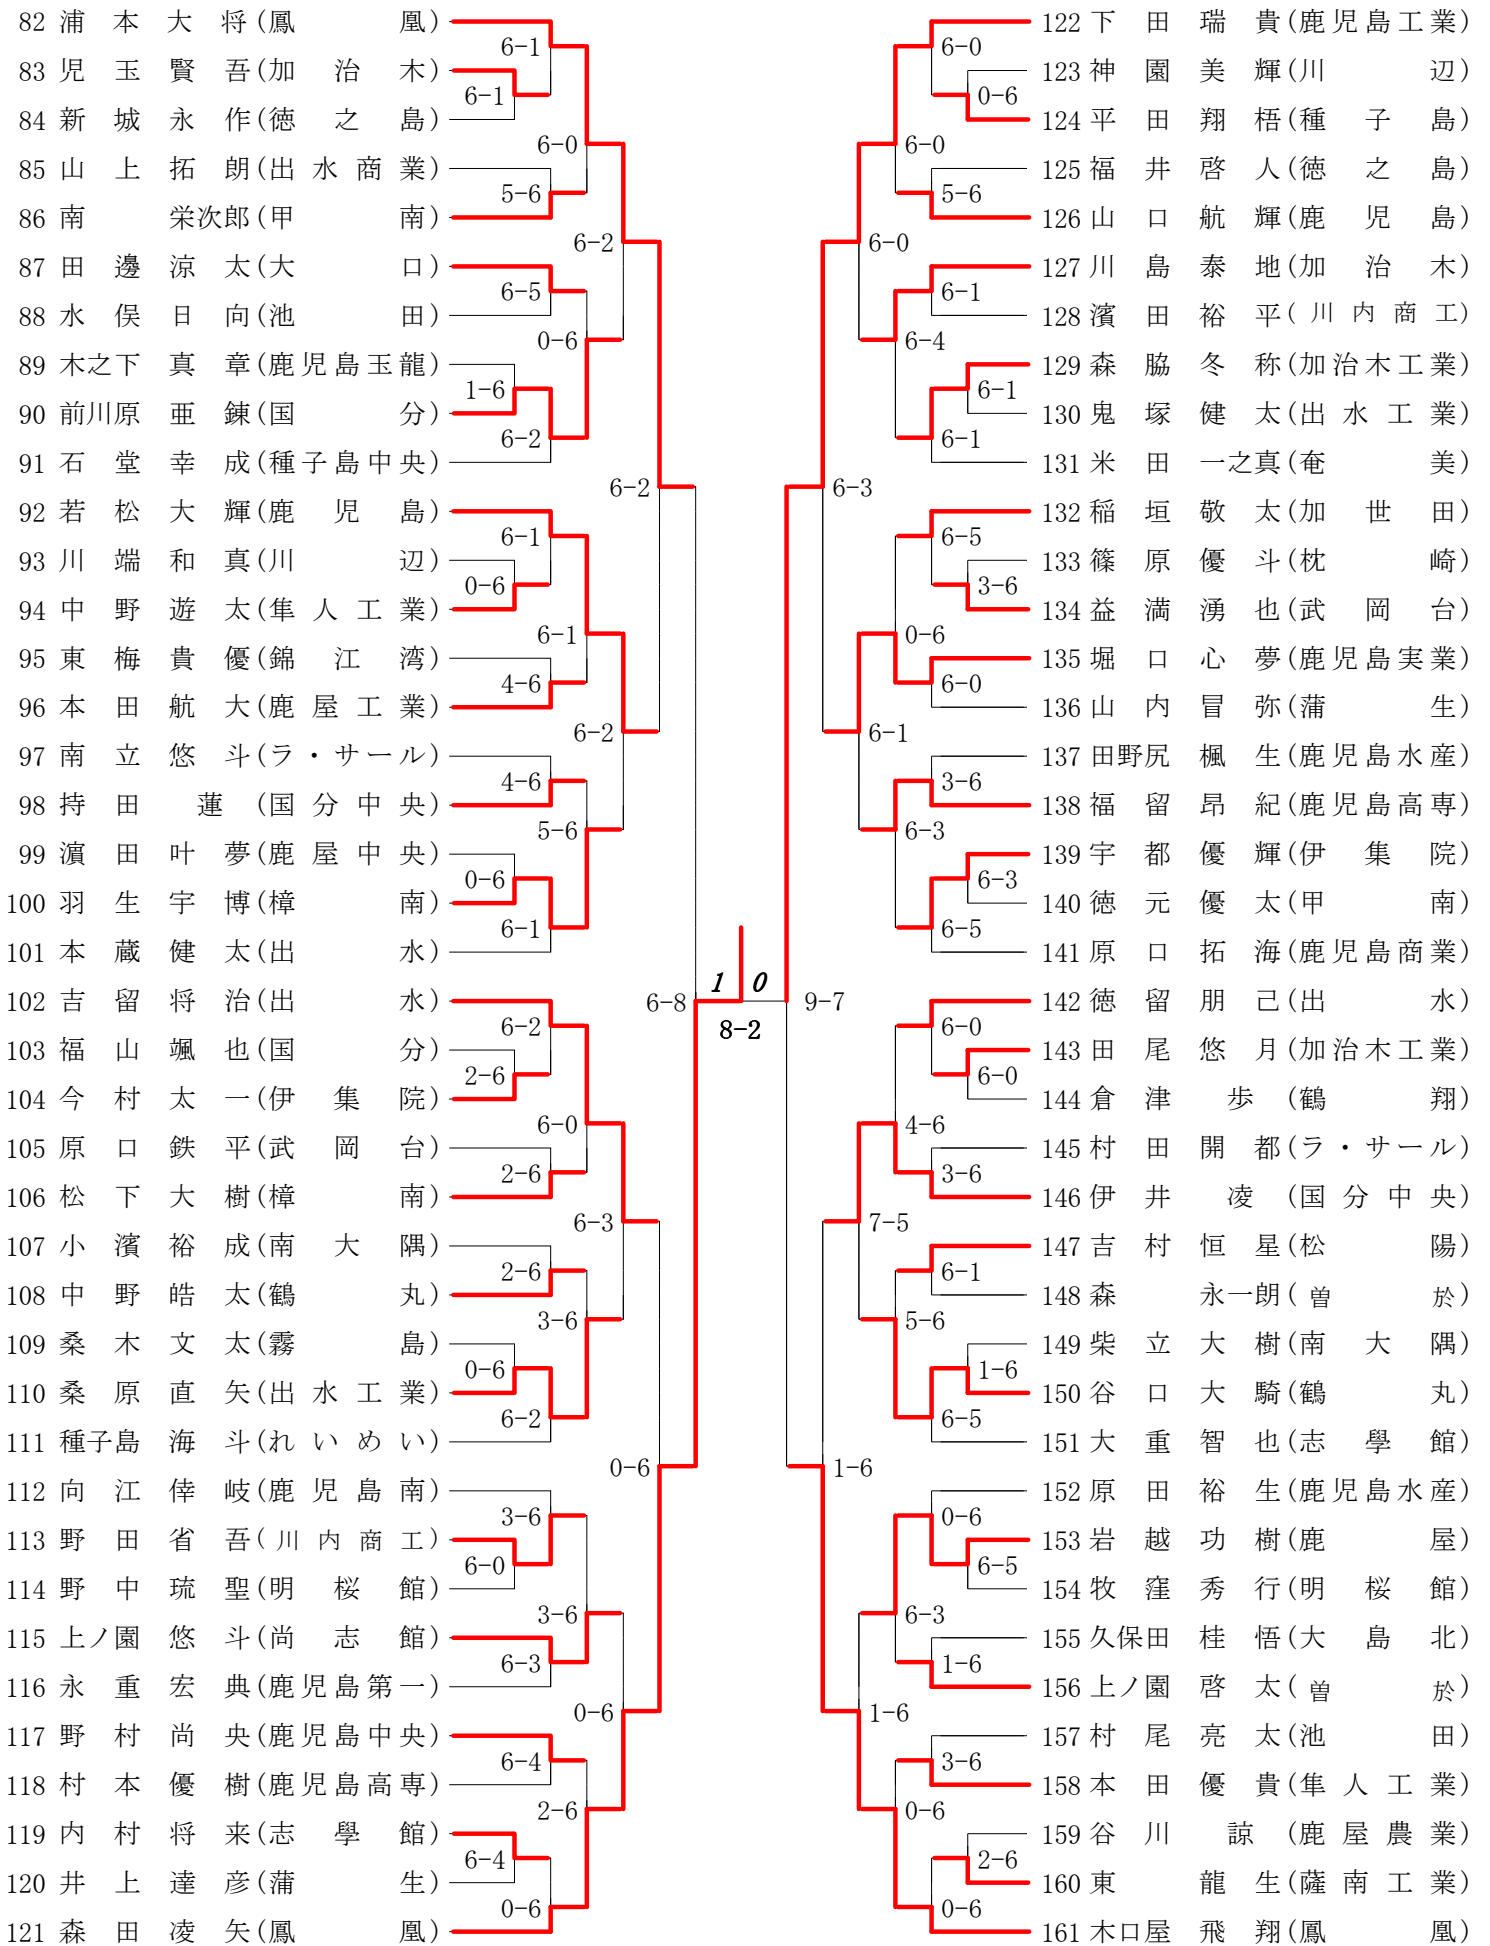 82 浦本大将(鳳凰)
83 児玉賢吾(加治木)
84 新城永作(徳之島)
85 山上拓朗(出水商業)
86 南栄次郎(甲南)
87 田邊涼太(大口)
88 水俣日向(池田)
89 木之下真章(鹿児島玉龍)
90 前川原亜錬(国分)
91 石堂幸成(種子島中央)
92 若松大輝(鹿児島)
93 川端和真(川辺)
94 中野遊太(隼人工業)
95 東梅貴優(錦江湾)
96 本田航大(鹿屋工業)
97 南立悠斗(ラ・サール)
98 持田蓮(国分中央)
99 濵田叶夢(鹿屋中央)
100 羽生宇博(樟南)
101 本蔵健太(出水)
102 吉留将治(出水)
103 福山颯也(国分)
104 今村太一(伊集院)
105 原口鉄平(武岡台)
106 松下大樹(樟南)
107 小濱裕成(南大隅)
108 中野皓太(鶴丸)
109 桑木文太(霧島)
110 桑原直矢(出水工業)
111 種子島海斗(れいめい)
112 向江倖岐(鹿児島南)
113 野田省吾(川内商工)
114 野中琉聖(明桜館)
115 上ノ園悠斗(尚志館)
116 永重宏典(鹿児島第一)
117 野村尚央(鹿児島中央)
118 村本優樹(鹿児島高専)
119 内村将来(志學館)
120 井上達彦(蒲生)
121 森田凌矢(鳳凰)
6-1
6-1
6-0
5-6
6-2
6-5
0-6
1-6
6-2
6-2
6-1
0-6
6-1
4-6
6-2
4-6
5-6
0-6
6-1
6-8
6-2
2-6
6-0
2-6
6-3
2-6
3-6
0-6
6-2
0-6
3-6
6-0
3-6
6-3
0-6
6-4
2-6
6-4
0-6
1 0
8-2
122 下田瑞貴(鹿児島工業)
123 神園美輝(川辺)
124 平田翔梧(種子島)
125 福井啓人(徳之島)
126 山口航輝(鹿児島)
127 川島泰地(加治木)
128 濱田裕平(川内商工)
129 森脇冬称(加治木工業)
130 鬼塚健太(出水工業)
131 米田一之真(奄美)
132 稲垣敬太(加世田)
133 篠原優斗(枕崎)
134 益満湧也(武岡台)
135 堀口心夢(鹿児島実業)
136 山内冒弥(蒲生)
137 田野尻楓生(鹿児島水産)
138 福留昂紀(鹿児島高専)
139 宇都優輝(伊集院)
140 徳元優太(甲南)
141 原口拓海(鹿児島商業)
142 徳留朋己(出水)
143 田尾悠月(加治木工業)
144 倉津歩(鶴翔)
145 村田開都(ラ・サール)
146 伊井凌(国分中央)
147 吉村恒星(松陽)
148 森永一朗(曽於)
149 柴立大樹(南大隅)
150 谷口大騎(鶴丸)
151 大重智也(志學館)
152 原田裕生(鹿児島水産)
153 岩越功樹(鹿屋)
154 牧窪秀行(明桜館)
155 久保田桂悟(大島北)
156 上ノ園啓太(曽於)
157 村尾亮太(池田)
158 本田優貴(隼人工業)
159 谷川諒(鹿屋農業)
160 東龍生(薩南工業)
161 木口屋飛翔(鳳凰)
6-0
0-6
6-0
5-6
6-0
6-1
6-4
6-1
6-1
6-3
6-5
3-6
0-6
6-0
6-1
3-6
6-3
6-3
6-5
9-7
6-0
6-0
4-6
3-6
7-5
6-1
5-6
1-6
6-5
1-6
0-6
6-5
6-3
1-6
1-6
3-6
0-6
2-6
0-6